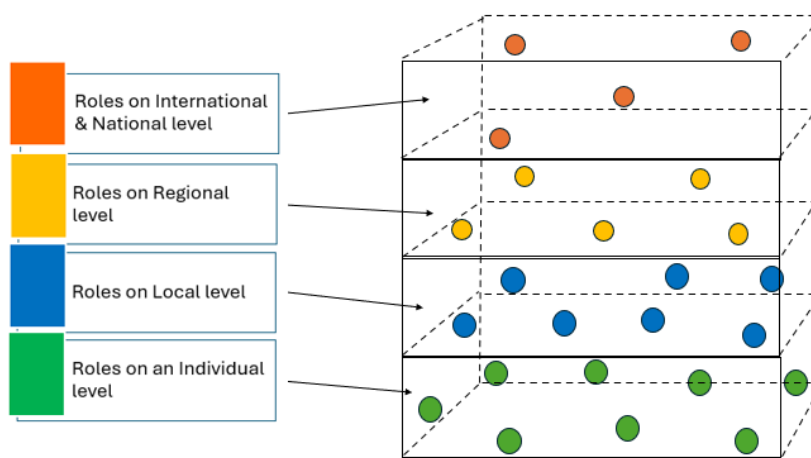 Roles on International
& National level
Roles on Regional
level
Roles on Local level
Roles on an Individual
level